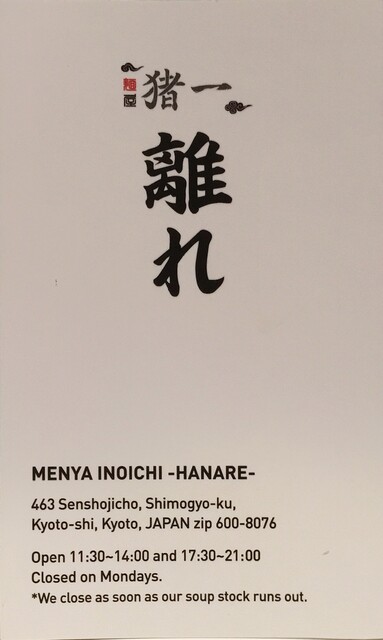 猪一
離れ
MENYA INOICHI -HANARE-
463 Senshojicho, Shimogyo-ku,
Kyoto-shi, Kyoto, JAPAN zip 600-8076
Open 11:30~14:00 and 17:30~21:00
Closed on Mondays.
*We close as soon as our soup stock runs out.